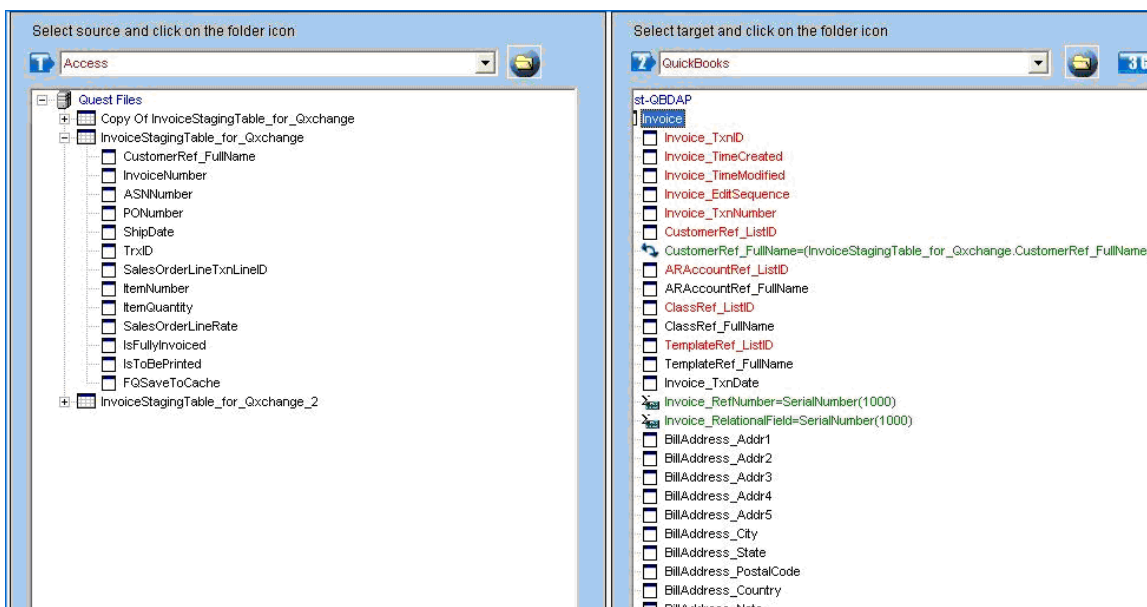 Select source and click on the folder icon
1
Access
Quest Files
Copy Of InvoiceStagingTable_for_Qxchange
InvoiceStagingTable_for_Qxchange
CustomerRef_FullName
InvoiceNumber
ASNNumber
PONumber
ShipDate
TrxID
SalesOrderLineTxnLineID
ItemNumber
ItemQuantity
SalesOrderLineRate
IsFullyInvoiced
IsToBePrinted
FQSaveToCache
InvoiceStagingTable_for_Qxchange_2
Select target and click on the folder icon
2
QuickBooks
3
st-QBDAP
Invoice
Invoice_TxnID
Invoice_TimeCreated
Invoice_TimeModified
Invoice_EditSequence
Invoice_TxnNumber
CustomerRef_ListID
CustomerRef_FullName=(InvoiceStagingTable_for_Qxchange.CustomerRef_FullName
ARAccountRef_ListID
ARAccountRef_FullName
ClassRef_ListID
ClassRef_FullName
TemplateRef_ListID
TemplateRef_FullName
Invoice_TxnDate
Invoice_RefNumber=SerialNumber(1000)
Invoice_RelationalField=SerialNumber(1000)
BillAddress_Addr1
BillAddress_Addr2
BillAddress_Addr3
BillAddress_Addr4
BillAddress_Addr5
BillAddress_City
BillAddress_State
BillAddress_PostalCode
BillAddress_Country